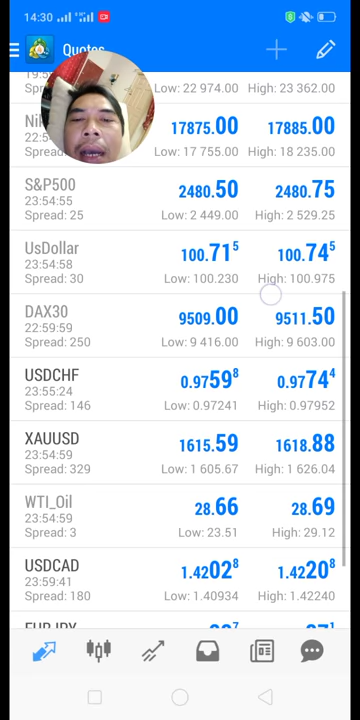 14:30
Quotes
19:5
Spr Low: 22 974.00 High: 23 362.00
Nik 17875.00 17885.00
22:5
Sprea Low: 17 755.00 High: 18 235.00
S&P500 2480.50 2480.75
23:54:55
Spread: 25 Low: 2 449.00 High: 2 529.25
UsDollar 100.715 100.745
23:54:58
Spread: 30 Low: 100.230 High: 100.975
DAX30 9509.00 9511.50
22:59:59
Spread: 250 Low: 9 416.00 High: 9 603.00
USDCHF 0.97598 0.97744
23:55:24
Spread: 146 Low: 0.97241 High: 0.97952
XAUUSD 1615.59 1618.88
23:54:59
Spread: 329 Low: 1 605.67 High: 1 626.04
WTI_Oil 28.66 28.69
23:54:59
Spread: 3 Low: 23.51 High: 29.12
USDCAD 1.42028 1.42208
23:59:41
Spread: 180 Low: 1.40934 High: 1.42240